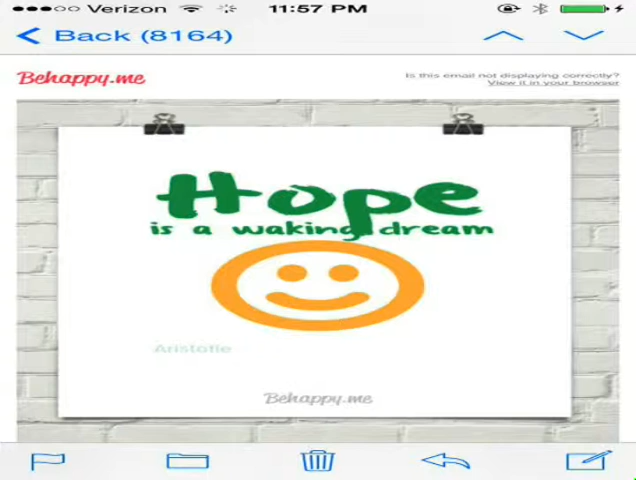 Verizon 11:57 PM
Back (8164)
Behappy.me
Is this email not displaying correctly?
View it in your browser
Hope
is a waking dream
Aristotle
Behappy.me